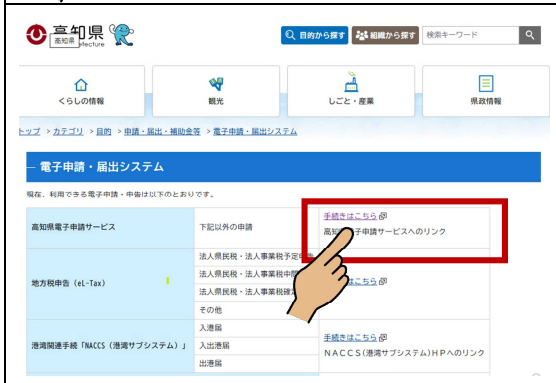 高知県
高知県
efecture
目的から探す
組織から探す
検索キーワード
くらしの情報
観光
しごと・産業
県政情報
トップ > カテゴリ > 目的 > 申請・届出・補助金等 > 電子申請・届出システム
電子申請・届出システム
現在、利用できる電子申請・申告は以下のとおりです。
高知県電子申請サービス
下記以外の申請
手続きはこちら
高知県電子申請サービスへのリンク
地方税申告（eL-Tax）
法人県民税・法人事業税予定申告
法人県民税・法人事業税中間
法人県民税・法人事業税確定
その他
はこちら
港湾関連手続「NACCS（港湾サブシステム）」
入港届
入出港届
出港届
手続きはこちら
NACCS(港湾サブシステム)HPへのリンク